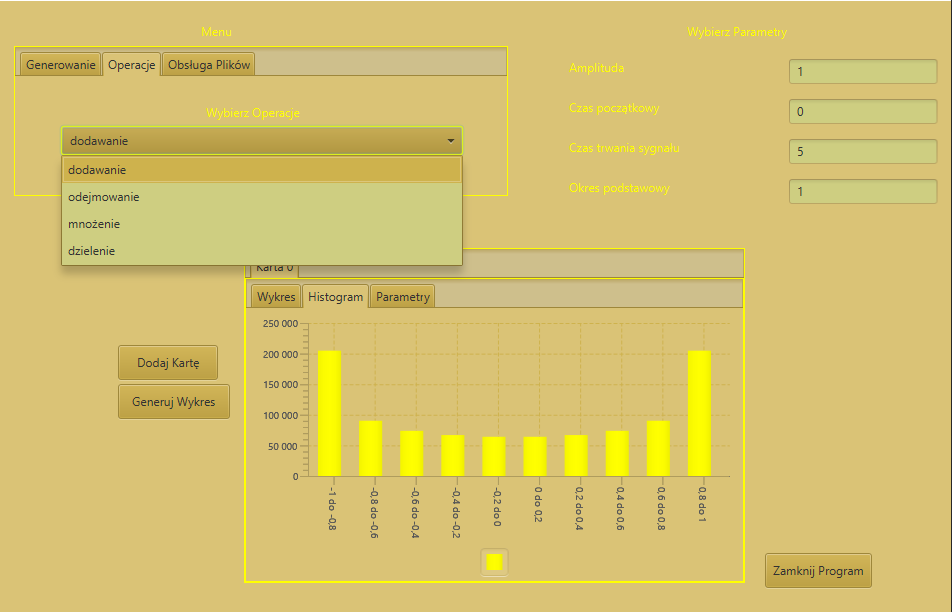 Menu
Generowanie Operacje Obsługa Plików
Wybierz Operacje
dodawanie
dodawanie
odejmowanie
mnożenie
dzielenie
Wybierz Parametry
Amplituda 1
Czas początkowy 0
Czas trwania sygnału 5
Okres podstawowy 1
Karta 0
Wykres Histogram Parametry
250 000
200 000
150 000
100 000
50 000
0
-1 do -0,8
-0,8 do -0,6
-0,6 do -0,4
-0,4 do -0,2
-0,2 do 0
0 do 0,2
0,2 do 0,4
0,4 do 0,6
0,6 do 0,8
0,8 do 1
Dodaj Kartę
Generuj Wykres
Zamknij Program